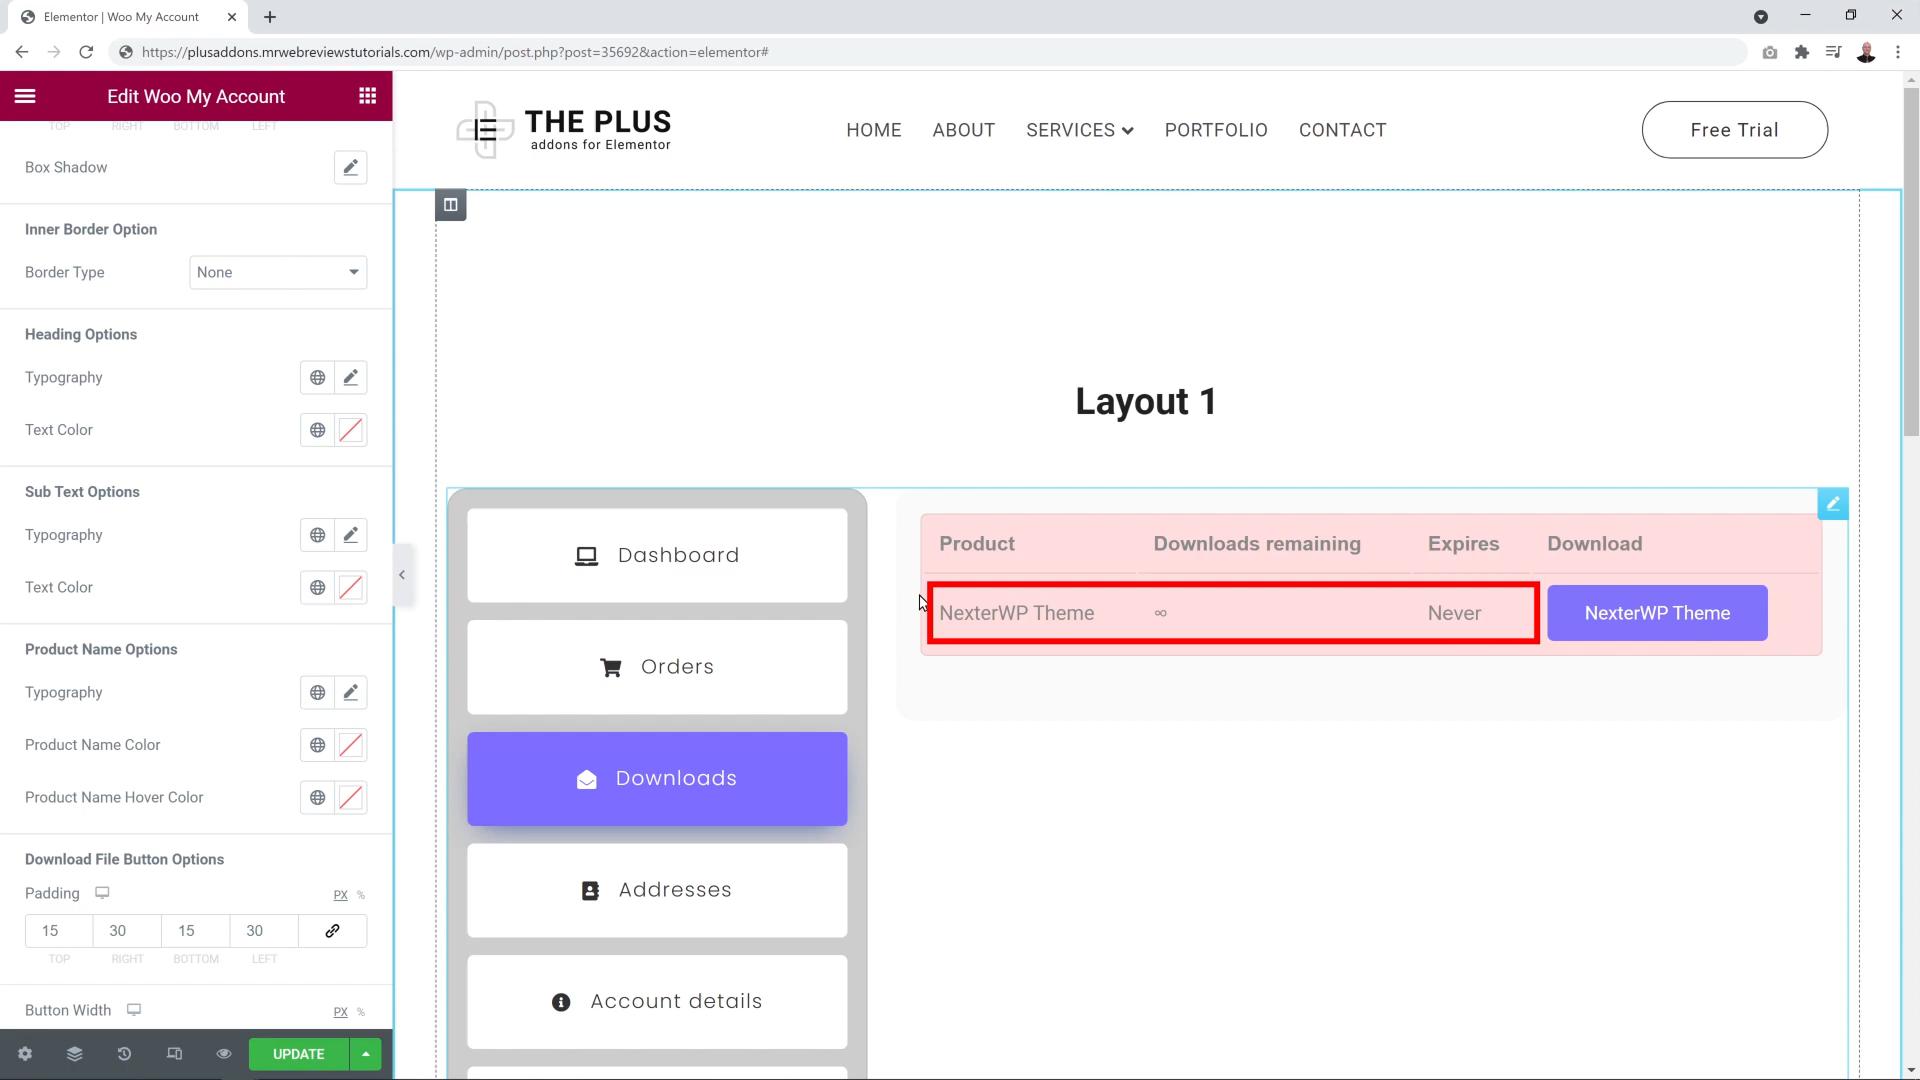 Elementor | Woo My Account
https://plusaddons.mrwebreviewstutorials.com/wp-admin/post.php?post=35692&action=elementor#
Edit Woo My Account
TOP RIGHT BOTTOM LEFT
Box Shadow
Inner Border Option
Border Type None
Heading Options
Typography
Text Color
Sub Text Options
Typography
Text Color
Product Name Options
Typography
Product Name Color
Product Name Hover Color
Download File Button Options
Padding PX %
15 30 15 30
TOP RIGHT BOTTOM LEFT
Button Width PX %
UPDATE
THE PLUS
addons for Elementor
HOME ABOUT SERVICES PORTFOLIO CONTACT
Free Trial
Layout 1
Dashboard
Orders
Downloads
Addresses
Account details
Product Downloads remaining Expires Download
NexterWP Theme ∞ Never NexterWP Theme